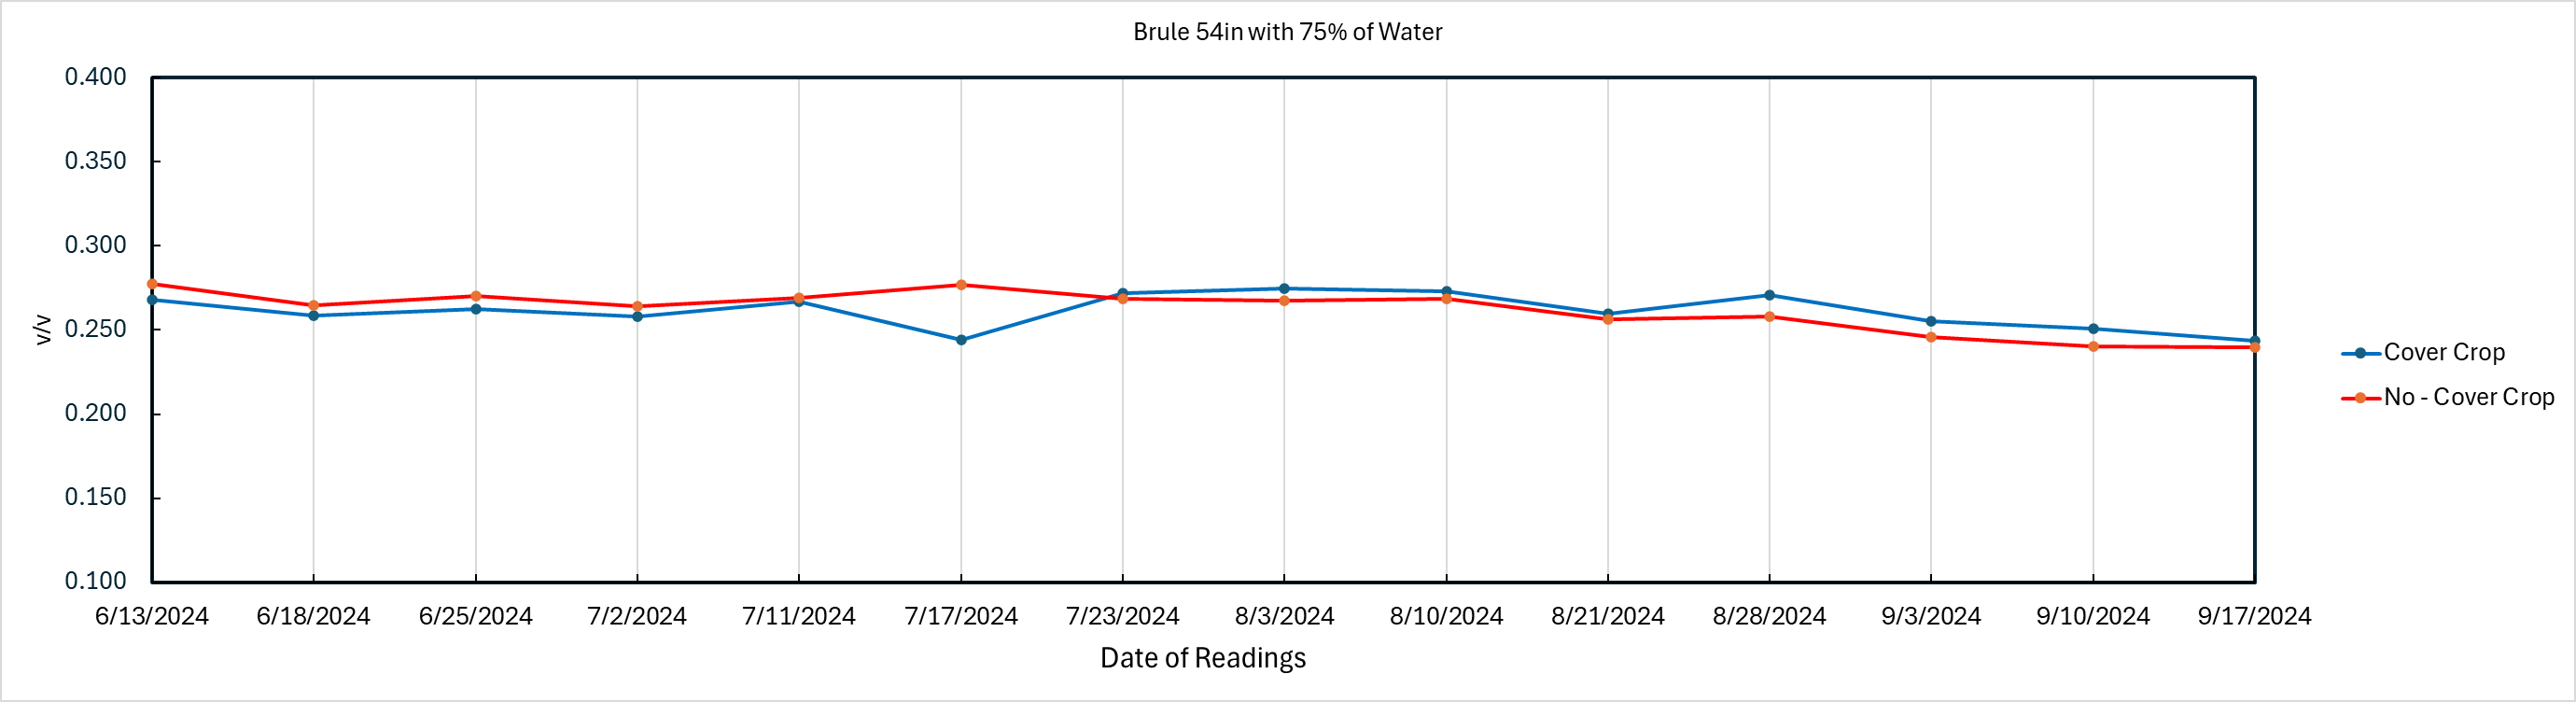 Brule 54in with 75% of Water
0.400
0.350
0.300
0.250
0.200
0.150
0.100
v/v
6/13/2024 6/18/2024 6/25/2024 7/2/2024 7/11/2024 7/17/2024 7/23/2024 8/3/2024 8/10/2024 8/21/2024 8/28/2024 9/3/2024 9/10/2024 9/17/2024
Date of Readings
Cover Crop
No - Cover Crop